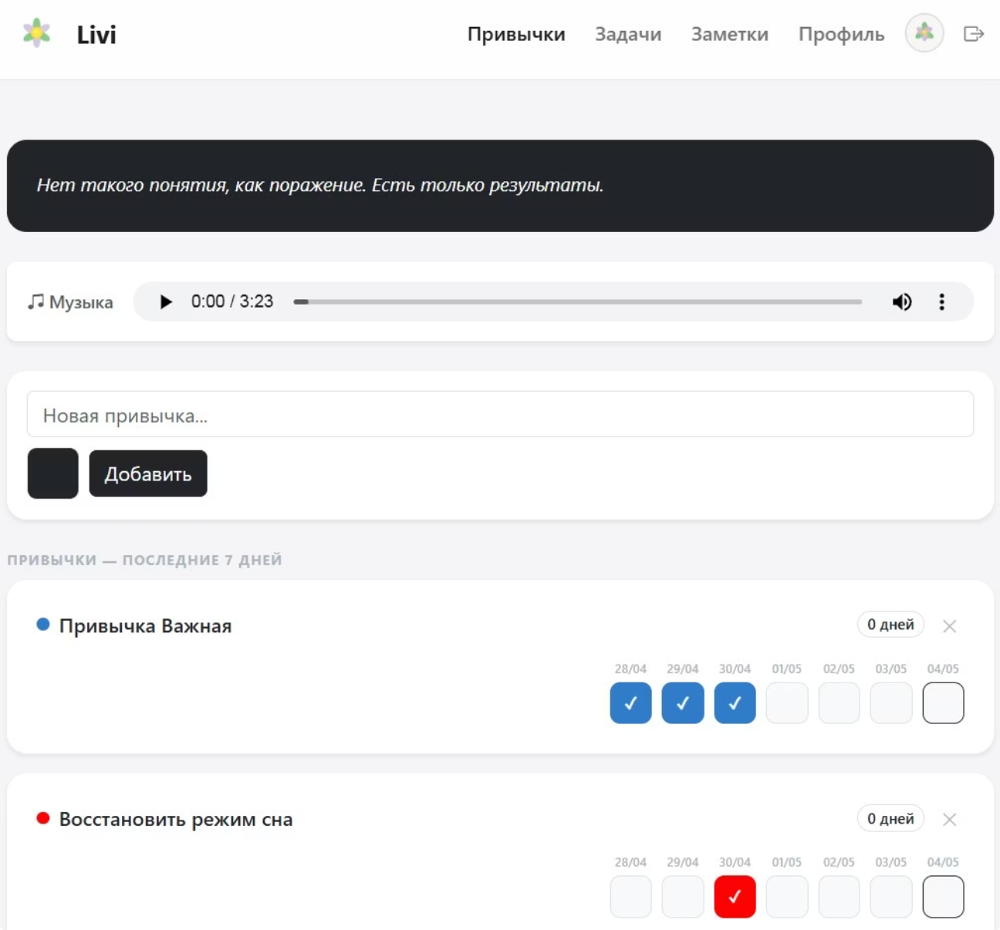 Livi
Привычки Задачи Заметки Профиль
Нет такого понятия, как поражение. Есть только результаты.
Музыка 0:00 / 3:23
Новая привычка...
Добавить
ПРИВЫЧКИ — ПОСЛЕДНИЕ 7 ДНЕЙ
Привычка Важная 0 дней
28/04 29/04 30/04 01/05 02/05 03/05 04/05
Восстановить режим сна 0 дней
28/04 29/04 30/04 01/05 02/05 03/05 04/05